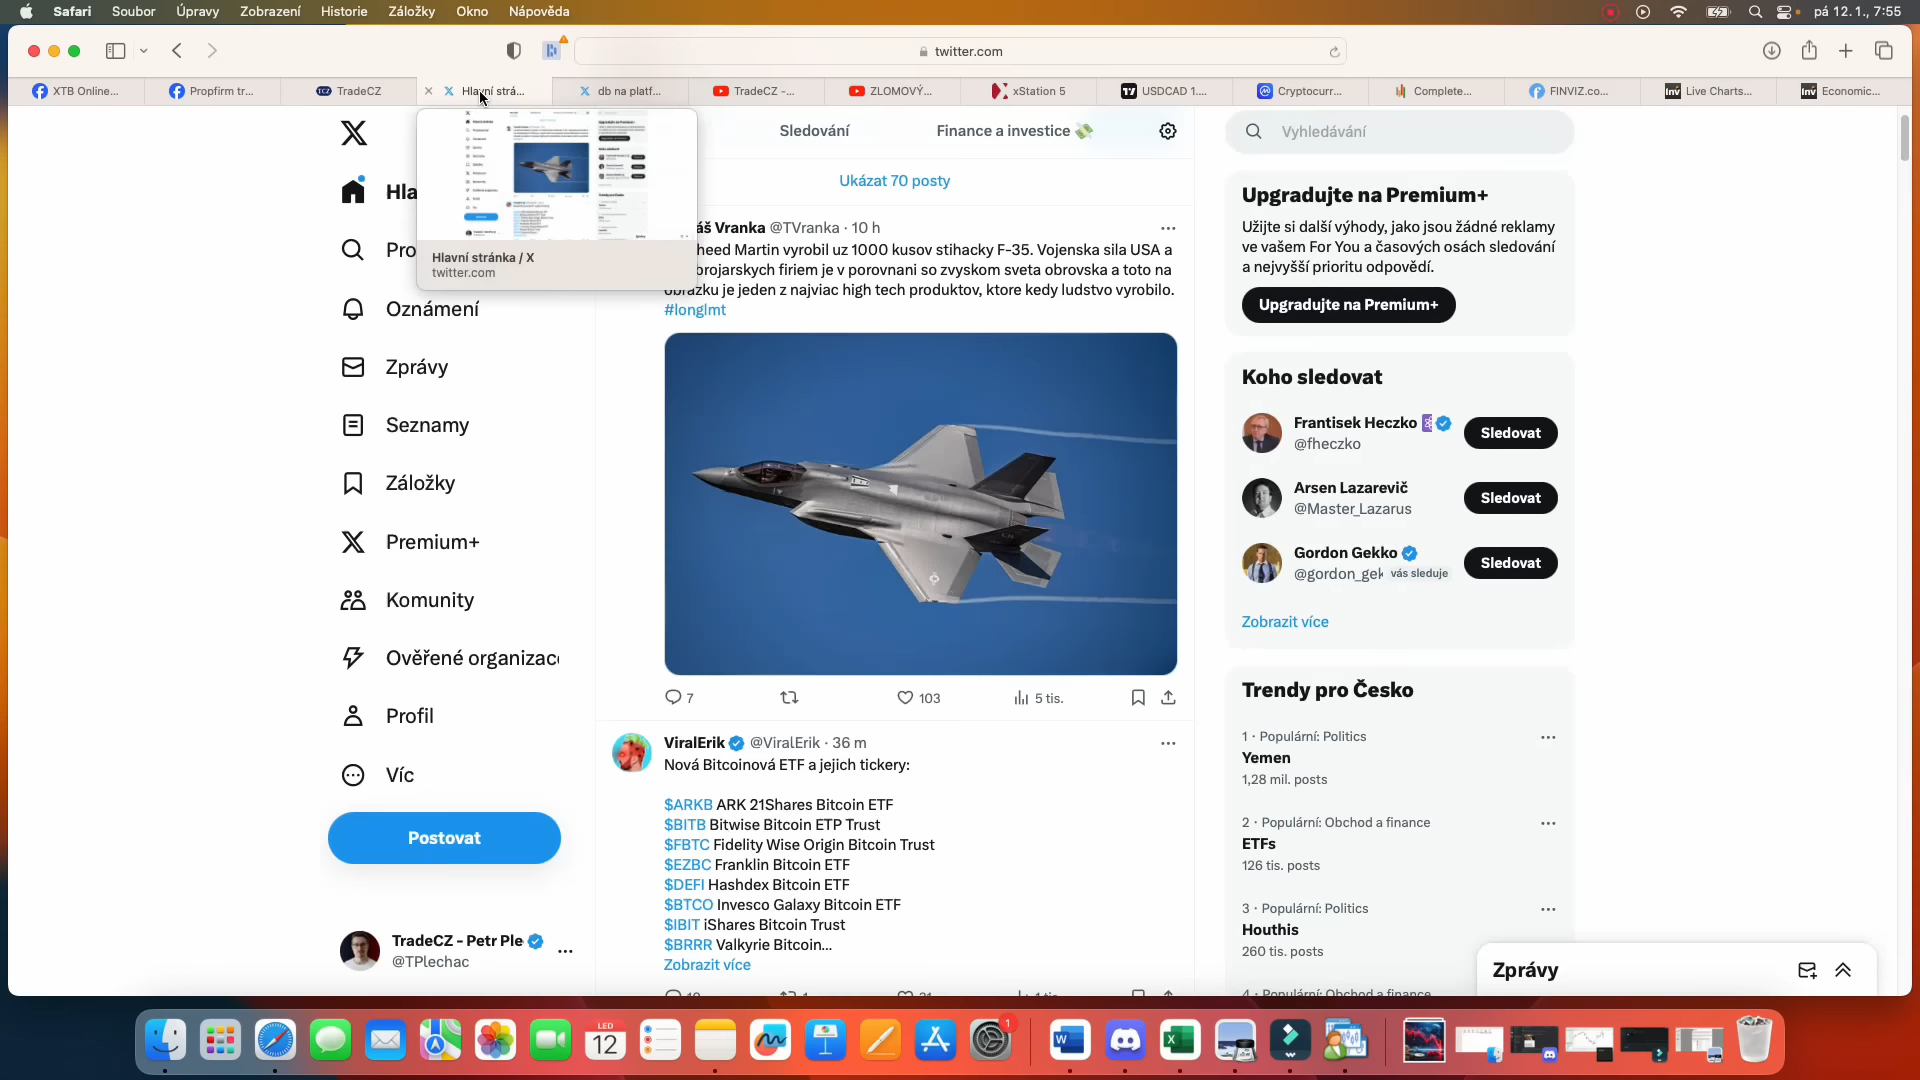 Safari Soubor Úpravy Zobrazení Historie Záložky Okno Nápověda pá 12. 1., 7:55
twitter.com
XTB Online... Propfirm tr... TradeCZ Hlavní strá... db na platf... TradeCZ -... ZLOMOVÝ... xStation 5 USDCAD 1.... Cryptocurr... Complete... FINVIZ.co... Live Charts... Economic...
Hlavní stránka / X
twitter.com
Oznámení
Zprávy
Seznamy
Záložky
Premium+
Komunity
Ověřené
Profil
Víc
Postovat
TradeCZ - Petr Ple
@TPlechac
Sledování Finance a investice 💸
Ukázat 70 posty
Vranka @TVranka · 10 h
Martin vyrobil uz 1000 kusov stihacky F-35. Vojenska sila USA a
firiem je v porovnani so zvyskom sveta obrovska a toto na
obrazku je jeden z najviac high tech produktov, ktore kedy ludstvo vyrobilo.
#longlmt
7 103 5 tis.
ViralErik @ViralErik · 36 m
Nová Bitcoinová ETF a jejich tickery:
$ARKB ARK 21Shares Bitcoin ETF
$BITB Bitwise Bitcoin ETP Trust
$FBTC Fidelity Wise Origin Bitcoin Trust
$EZBC Franklin Bitcoin ETF
$DEFI Hashdex Bitcoin ETF
$BTCO Invesco Galaxy Bitcoin ETF
$IBIT iShares Bitcoin Trust
$BRRR Valkyrie Bitcoin...
Zobrazit více
Vyhledávání
Upgradujte na Premium+
Užijte si další výhody, jako jsou žádné reklamy
ve vašem For You a časových osách sledování
a nejvyšší prioritu odpovědí.
Upgradujte na Premium+
Koho sledovat
Frantisek Heczko
@fheczko
Sledovat
Arsen Lazarevič
@Master_Lazarus
Sledovat
Gordon Gekko
@gordon_gek vás sleduje
Sledovat
Zobrazit více
Trendy pro Česko
1 · Populární: Politics
Yemen
1,28 mil. posts
2 · Populární: Obchod a finance
ETFs
126 tis. posts
3 · Populární: Politics
Houthis
260 tis. posts
4 · Populární: Obchod a finance
Zprávy
LED
12
1